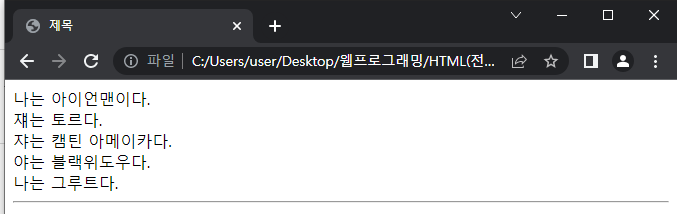 제목
파일 C:/Users/user/Desktop/웹프로그래밍/HTML(전...
나는 아이언맨이다.
쟤는 토르다.
쟈는 캠틴 아메이카다.
야는 블랙위도우다.
나는 그루트다.